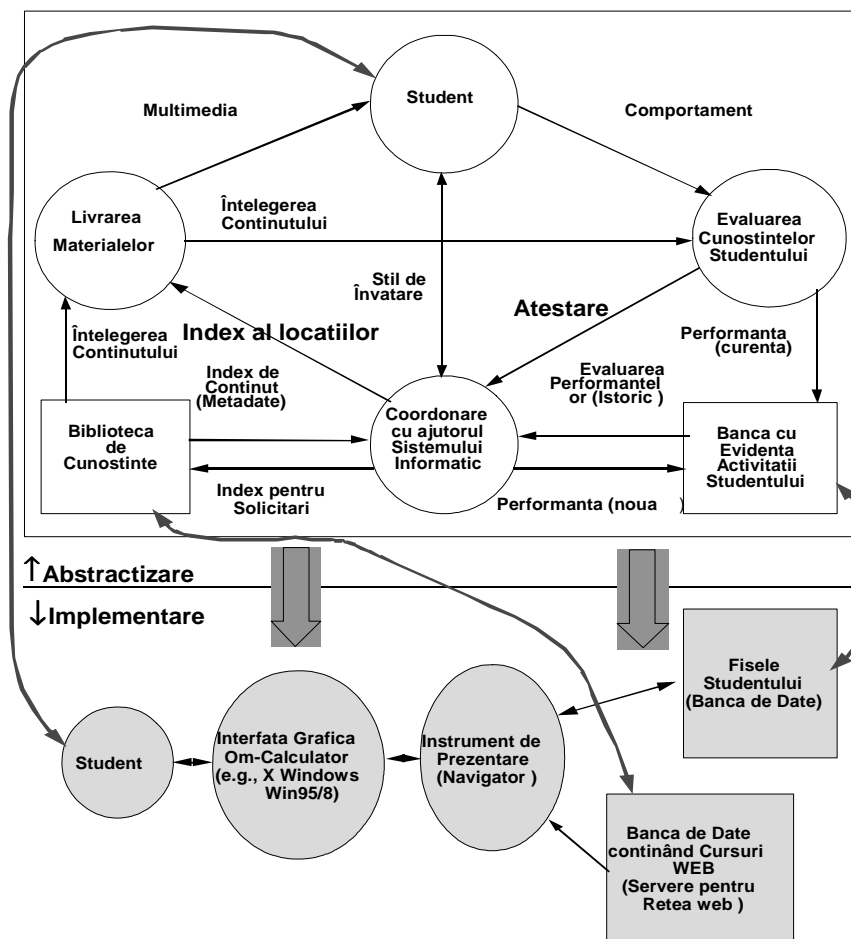 Student
Multimedia
Comportament
Livrarea
Materialelor
Întelegerea
Continutului
Evaluarea
Cunostintelor
Studentului
Stil de
Învatare
Atestare
Index al locatiilor
Întelegerea
Continutului
Performanta
(curenta)
Index de
Continut
(Metadate)
Evaluarea
Performantel
or (Istoric )
Biblioteca
de
Cunostinte
Coordonare
cu ajutorul
Sistemului
Informatic
Banca cu
Evidenta
Activitatii
Studentului
Index pentru
Solicitari
Performanta (noua )
↑Abstractizare
↓Implementare
Fisele
Studentului
(Banca de Date)
Student
Interfata Grafica
Om-Calculator
(e.g., X Windows
Win95/8)
Instrument de
Prezentare
(Navigator )
Banca de Date
continând Cursuri
WEB
(Servere pentru
Retea web )